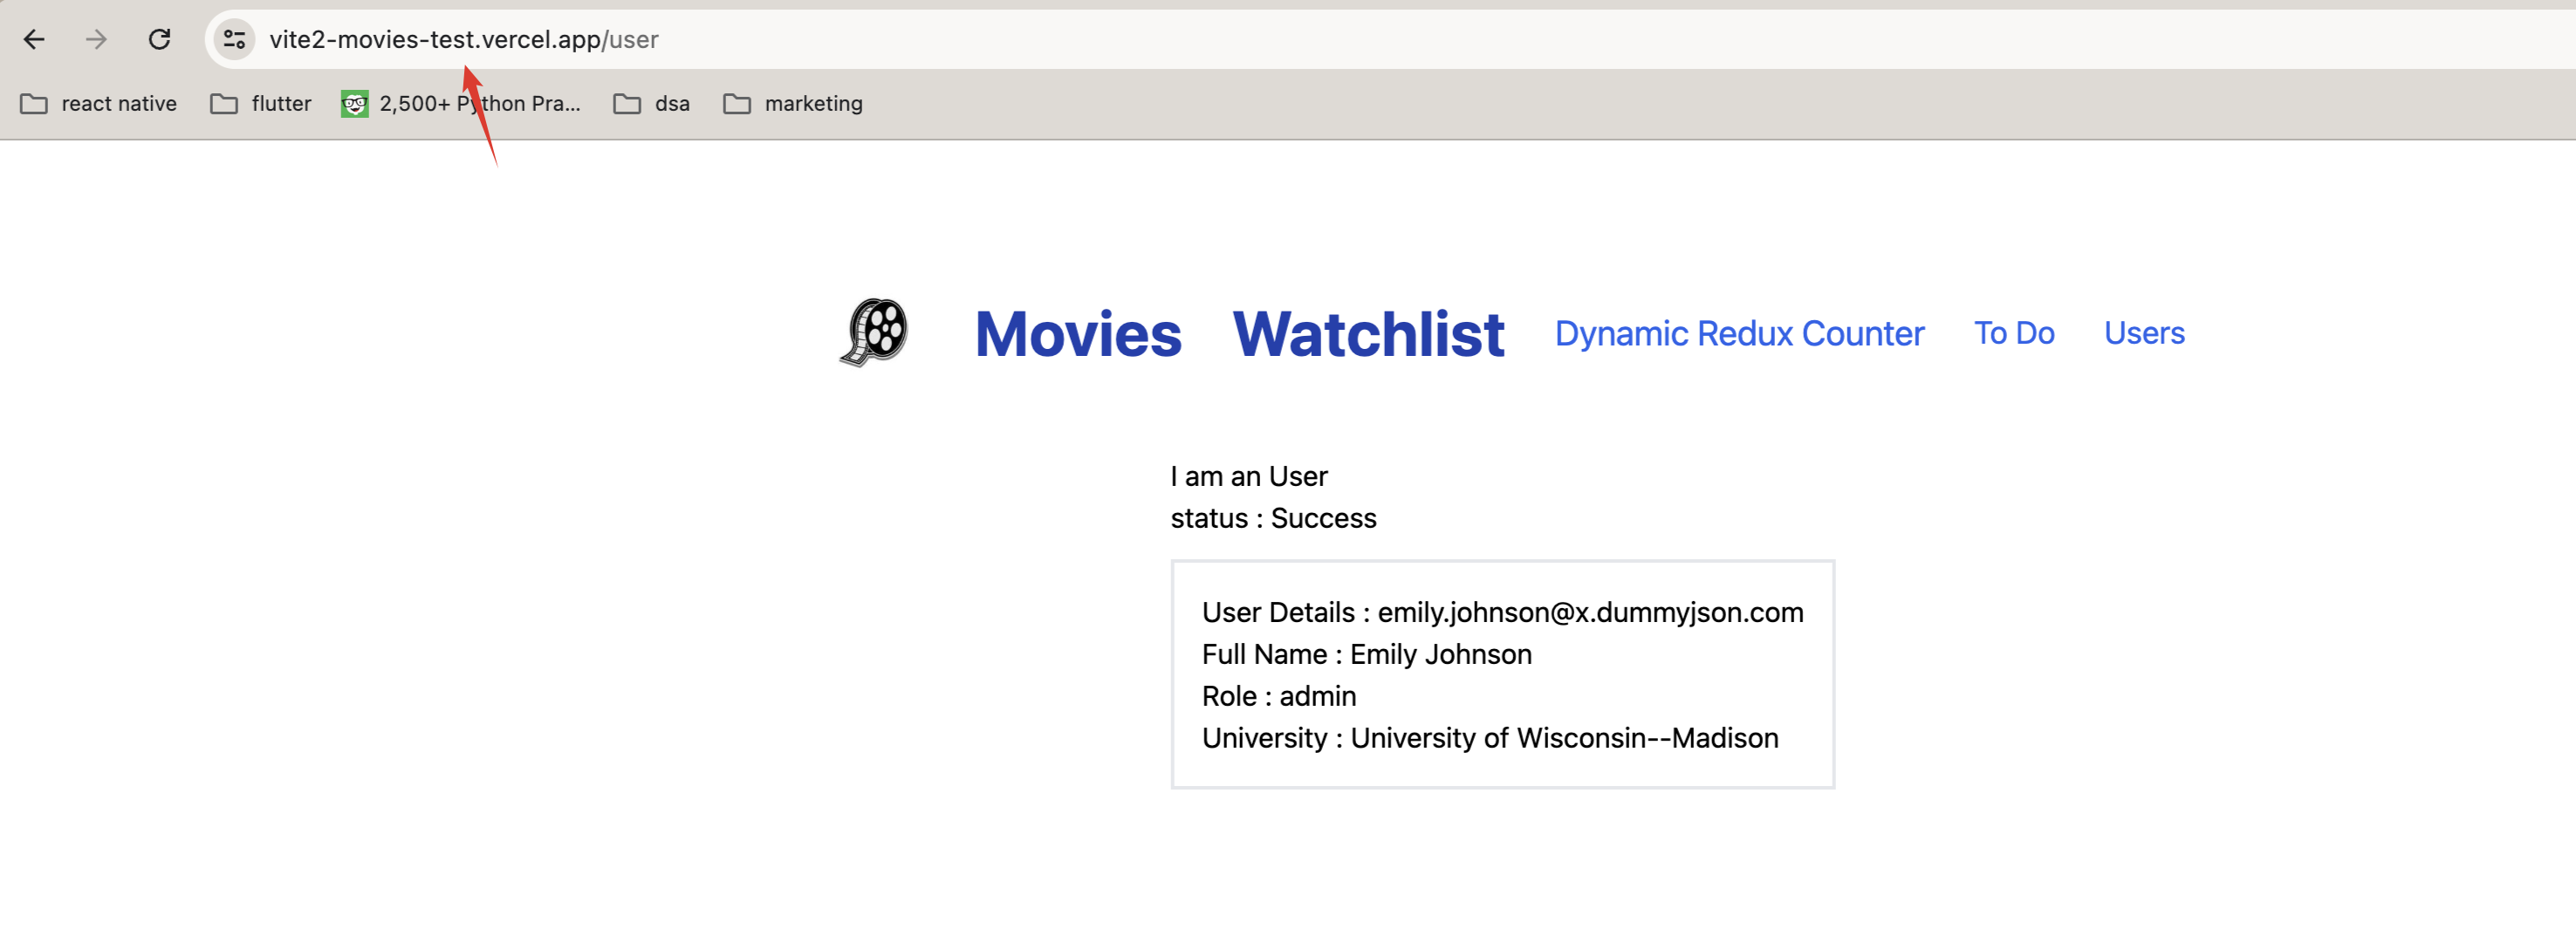 vite2-movies-test.vercel.app/user
react native flutter 2,500+ Python Pra... dsa marketing
Movies Watchlist Dynamic Redux Counter To Do Users
I am an User
status : Success
User Details : emily.johnson@x.dummyjson.com
Full Name : Emily Johnson
Role : admin
University : University of Wisconsin--Madison